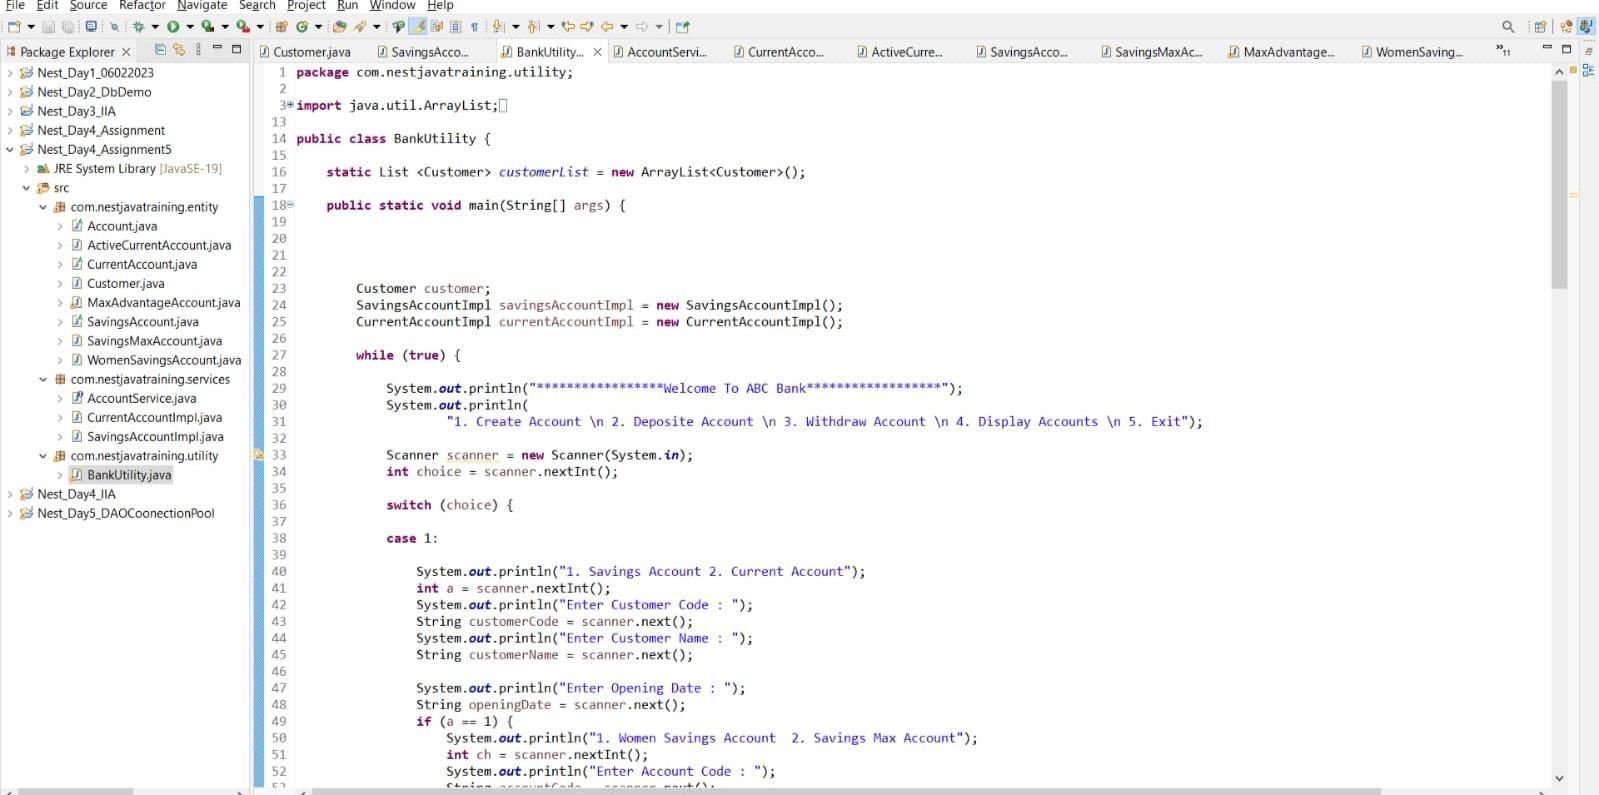 File Edit Source Refactor Navigate Search Project Run Window Help
Package Explorer
Customer.java SavingsAcco... BankUtility... AccountServi... CurrentAcco... ActiveCurre... SavingsAcco... SavingsMaxAc... MaxAdvantage... WomenSaving... »11
Nest_Day1_06022023
Nest_Day2_DbDemo
Nest_Day3_IIA
Nest_Day4_Assignment
Nest_Day4_Assignment5
JRE System Library [JavaSE-19]
src
com.nestjavatraining.entity
Account.java
ActiveCurrentAccount.java
CurrentAccount.java
Customer.java
MaxAdvantageAccount.java
SavingsAccount.java
SavingsMaxAccount.java
WomenSavingsAccount.java
com.nestjavatraining.services
AccountService.java
CurrentAccountImpl.java
SavingsAccountImpl.java
com.nestjavatraining.utility
BankUtility.java
Nest_Day4_IIA
Nest_Day5_DAOCoonectionPool
1 package com.nestjavatraining.utility;
2
3 import java.util.ArrayList;
13
14 public class BankUtility {
15
16 static List <Customer> customerList = new ArrayList<Customer>();
17
18 public static void main(String[] args) {
19
20
21
22
23 Customer customer;
24 SavingsAccountImpl savingsAccountImpl = new SavingsAccountImpl();
25 CurrentAccountImpl currentAccountImpl = new CurrentAccountImpl();
26
27 while (true) {
28
29 System.out.println("*****************Welcome To ABC Bank******************");
30 System.out.println(
31 "1. Create Account \n 2. Deposite Account \n 3. Withdraw Account \n 4. Display Accounts \n 5. Exit");
32
33 Scanner scanner = new Scanner(System.in);
34 int choice = scanner.nextInt();
35
36 switch (choice) {
37
38 case 1:
39
40 System.out.println("1. Savings Account 2. Current Account");
41 int a = scanner.nextInt();
42 System.out.println("Enter Customer Code : ");
43 String customerCode = scanner.next();
44 System.out.println("Enter Customer Name : ");
45 String customerName = scanner.next();
46
47 System.out.println("Enter Opening Date : ");
48 String openingDate = scanner.next();
49 if (a == 1) {
50 System.out.println("1. Women Savings Account  2. Savings Max Account");
51 int ch = scanner.nextInt();
52 System.out.println("Enter Account Code : ");